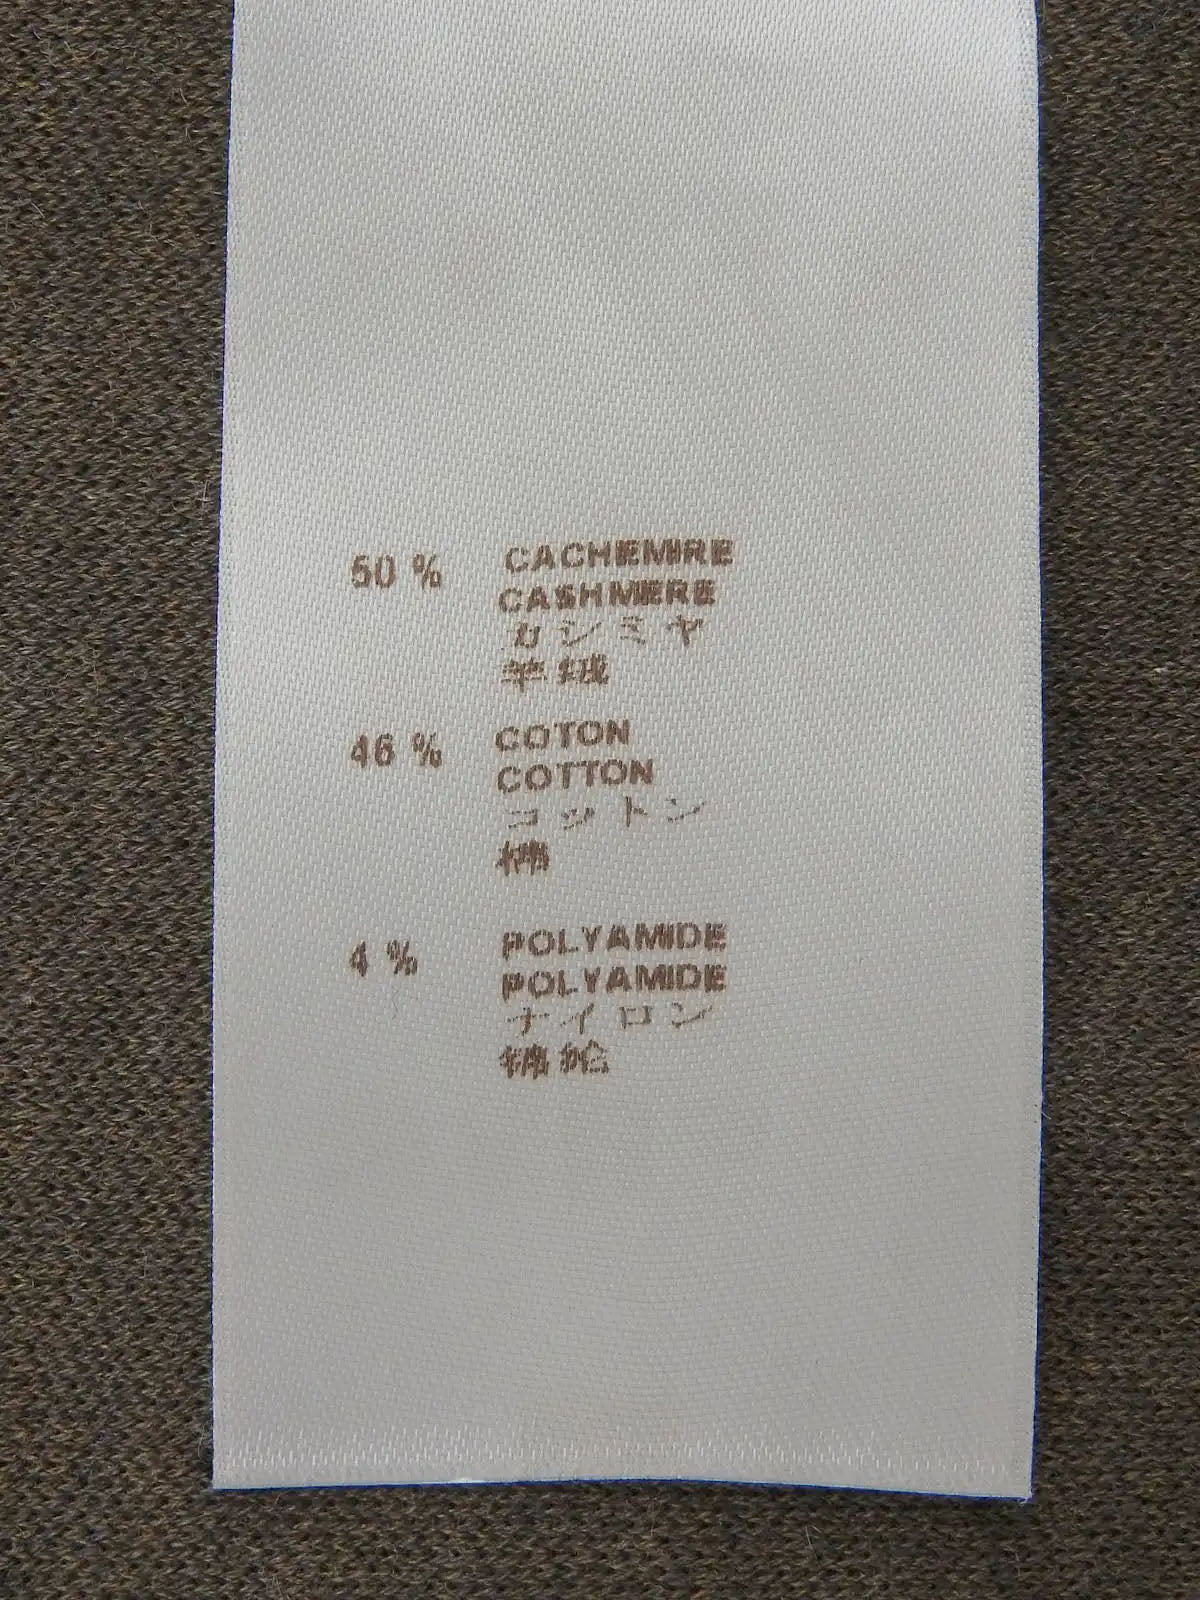 50 % CACHEMIRE
CASHMERE
カシミヤ
羊绒
46 % COTON
COTTON
コットン
棉
4 % POLYAMIDE
POLYAMIDE
ナイロン
锦纶